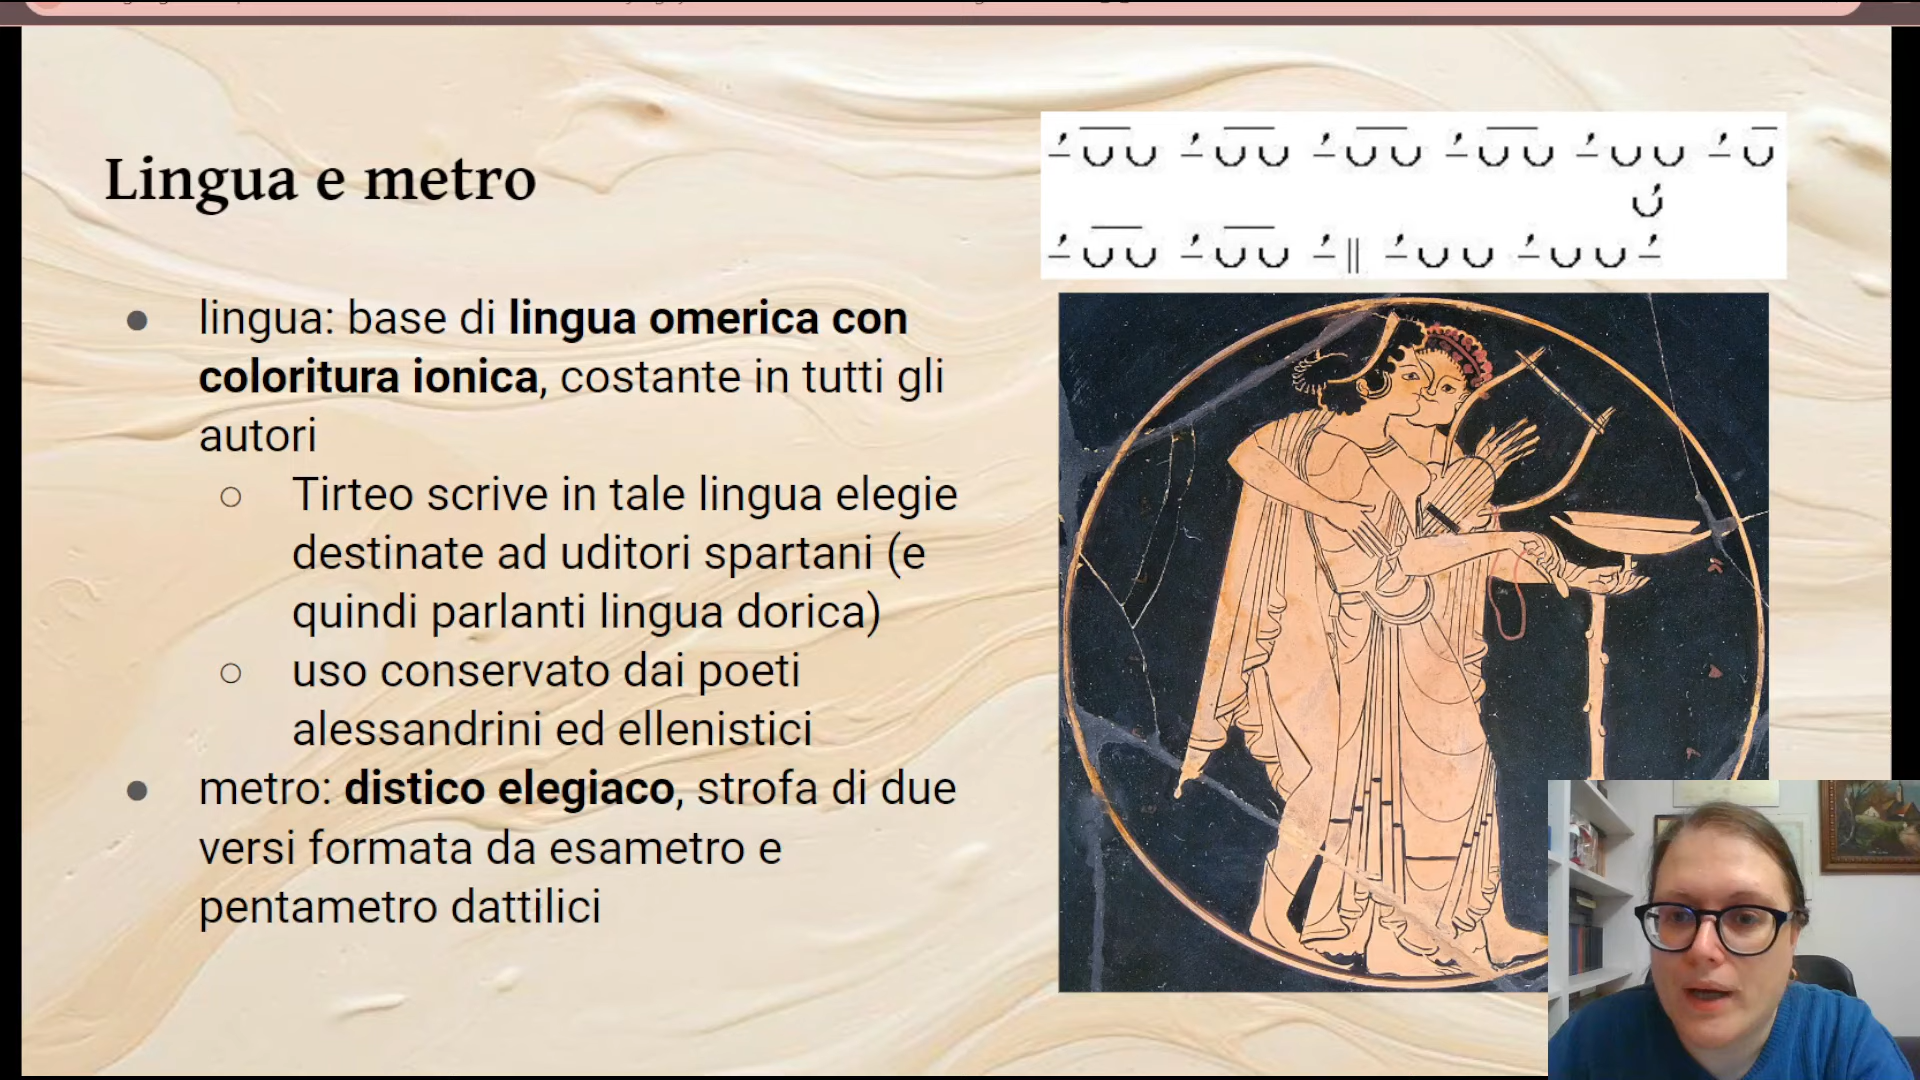 Lingua e metro
● lingua: base di lingua omerica con
coloritura ionica, costante in tutti gli
autori
○ Tirteo scrive in tale lingua elegie
destinate ad uditori spartani (e
quindi parlanti lingua dorica)
○ uso conservato dai poeti
alessandrini ed ellenistici
● metro: distico elegiaco, strofa di due
versi formata da esametro e
pentametro dattilici